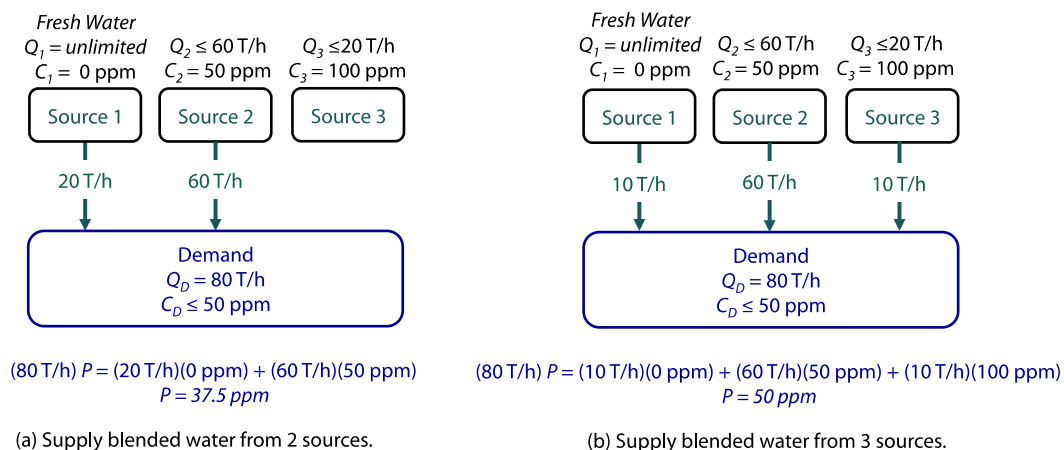 Fresh Water
Q1 = unlimited
C1 = 0 ppm
Q2 ≤ 60 T/h
C2 = 50 ppm
Q3 ≤20 T/h
C3 = 100 ppm
Source 1
Source 2
Source 3
20 T/h
60 T/h
Demand
QD = 80 T/h
CD ≤ 50 ppm
(80 T/h) P = (20 T/h)(0 ppm) + (60 T/h)(50 ppm)
P = 37.5 ppm
(a) Supply blended water from 2 sources.
Fresh Water
Q1 = unlimited
C1 = 0 ppm
Q2 ≤ 60 T/h
C2 = 50 ppm
Q3 ≤20 T/h
C3 = 100 ppm
Source 1
Source 2
Source 3
10 T/h
60 T/h
10 T/h
Demand
QD = 80 T/h
CD ≤ 50 ppm
(80 T/h) P = (10 T/h)(0 ppm) + (60 T/h)(50 ppm) + (10 T/h)(100 ppm)
P = 50 ppm
(b) Supply blended water from 3 sources.